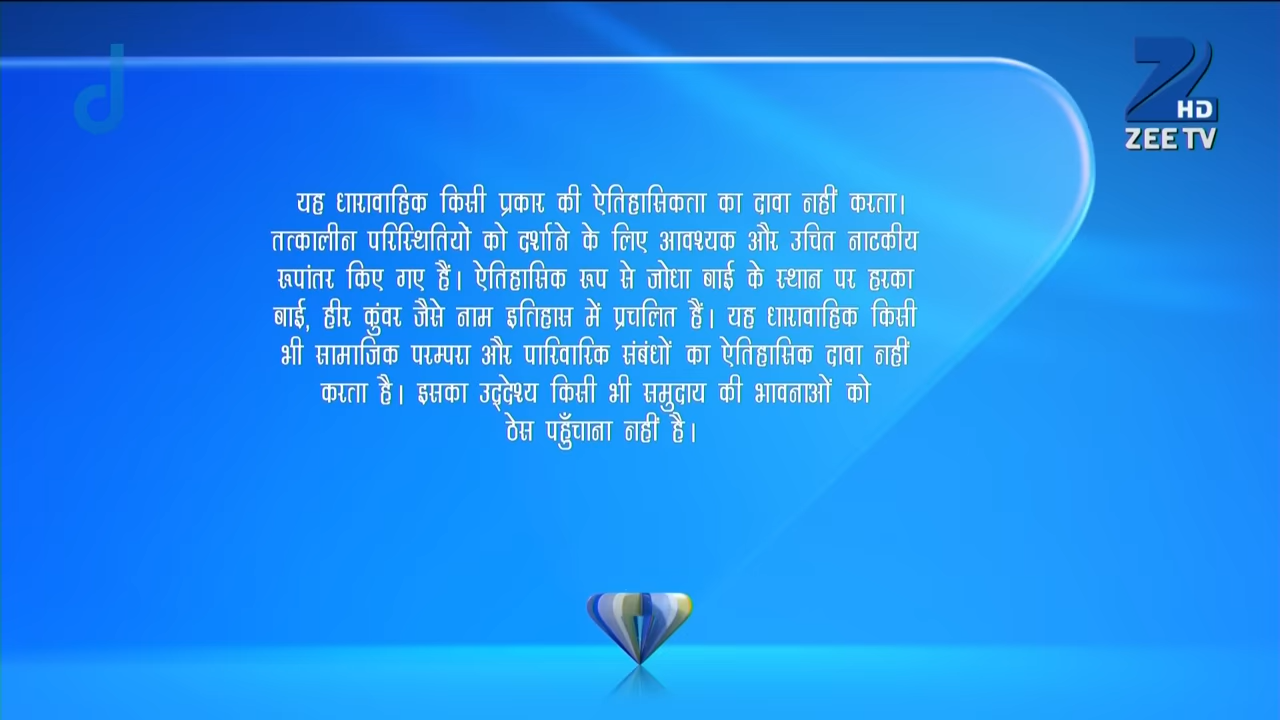 HD
ZEE TV
यह धारावाहिक किसी प्रकार की ऐतिहासिकता का दावा नहीं करता।
तत्कालीन परिस्थितियों को दर्शाने के लिए आवश्यक और उचित नाटकीय
रूपांतर किए गए हैं। ऐतिहासिक रूप से जोधा बाई के स्थान पर हरका
बाई, हीर कुंवर जैसे नाम इतिहास में प्रचलित हैं। यह धारावाहिक किसी
भी सामाजिक परम्परा और पारिवारिक संबंधों का ऐतिहासिक दावा नहीं
करता है। इसका उद्देश्य किसी भी समुदाय की भावनाओं को
ठेस पहुँचाना नहीं है।